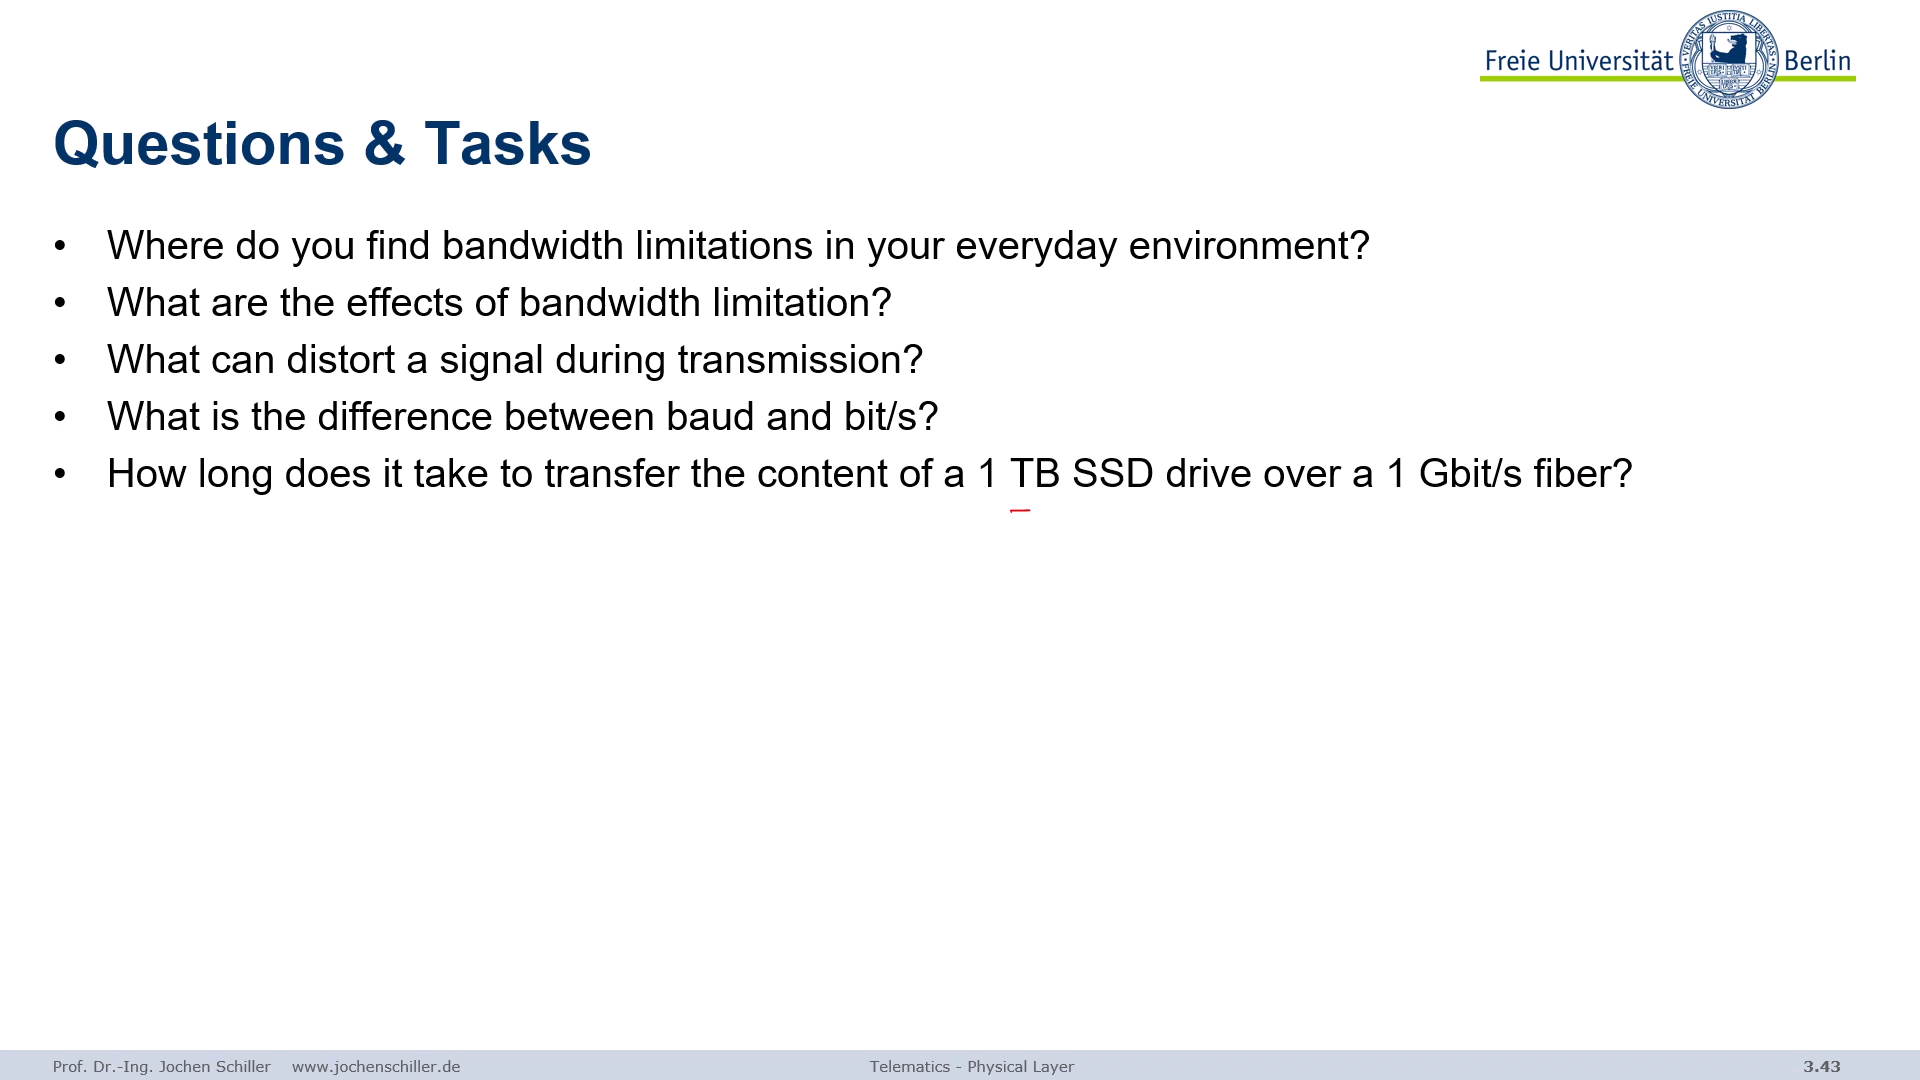 Freie Universität Berlin
Questions & Tasks
• Where do you find bandwidth limitations in your everyday environment?
• What are the effects of bandwidth limitation?
• What can distort a signal during transmission?
• What is the difference between baud and bit/s?
• How long does it take to transfer the content of a 1 TB SSD drive over a 1 Gbit/s fiber?
Prof. Dr.-Ing. Jochen Schiller www.jochenschiller.de Telematics - Physical Layer 3.43